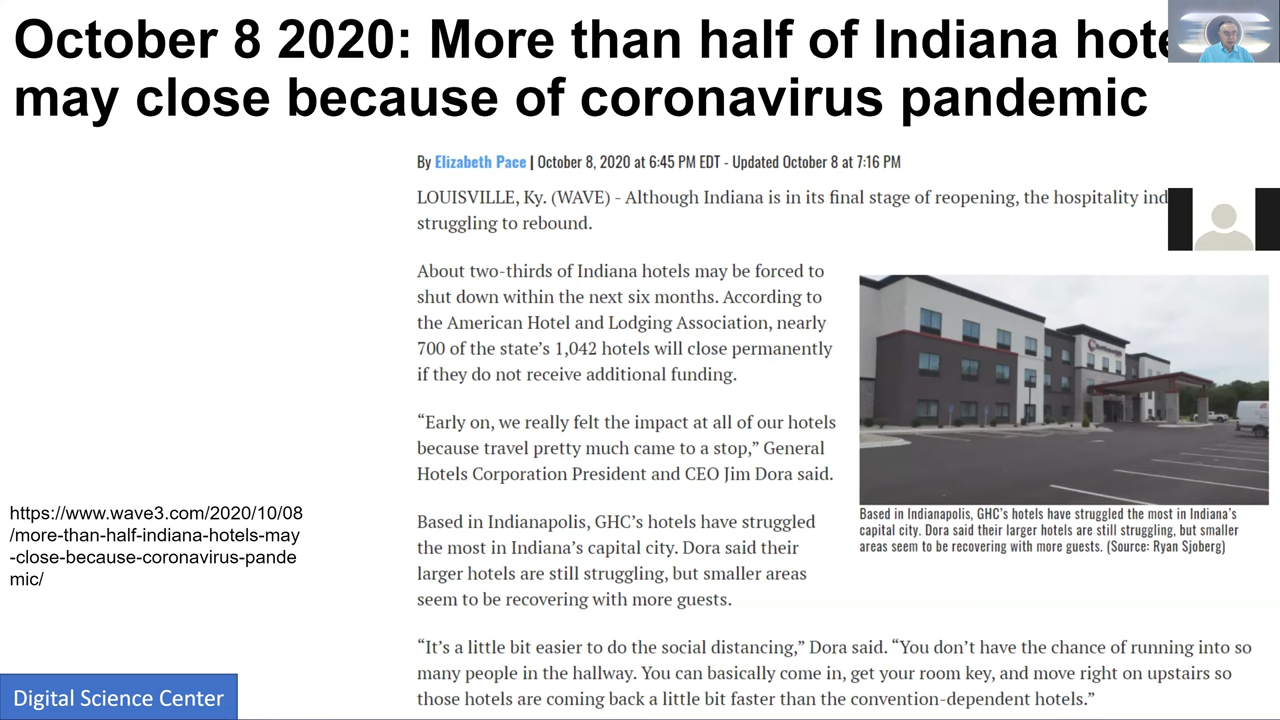 October 8 2020: More than half of Indiana hote
may close because of coronavirus pandemic
By Elizabeth Pace | October 8, 2020 at 6:45 PM EDT - Updated October 8 at 7:16 PM
LOUISVILLE, Ky. (WAVE) - Although Indiana is in its final stage of reopening, the hospitality ind
struggling to rebound.
About two-thirds of Indiana hotels may be forced to
shut down within the next six months. According to
the American Hotel and Lodging Association, nearly
700 of the state’s 1,042 hotels will close permanently
if they do not receive additional funding.
“Early on, we really felt the impact at all of our hotels
because travel pretty much came to a stop,” General
Hotels Corporation President and CEO Jim Dora said.
Based in Indianapolis, GHC’s hotels have struggled
the most in Indiana’s capital city. Dora said their
larger hotels are still struggling, but smaller areas
seem to be recovering with more guests.
Based in Indianapolis, GHC’s hotels have struggled the most in Indiana’s
capital city. Dora said their larger hotels are still struggling, but smaller
areas seem to be recovering with more guests. (Source: Ryan Sjoberg)
“It’s a little bit easier to do the social distancing,” Dora said. “You don’t have the chance of running into so
many people in the hallway. You can basically come in, get your room key, and move right on upstairs so
those hotels are coming back a little bit faster than the convention-dependent hotels.”
https://www.wave3.com/2020/10/08
/more-than-half-indiana-hotels-may
-close-because-coronavirus-pande
mic/
Digital Science Center